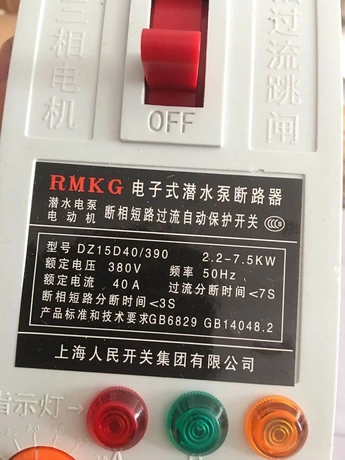 三相电机
过流跳闸
OFF
RMKG 电子式潜水泵断路器
潜水电泵
电动机 断相短路过流自动保护开关 CCC
型号 DZ15D40/390 2.2-7.5KW
额定电压 380V 频率 50Hz
额定电流 40A 过流分断时间<7S
断相短路分断时间<3S
产品标准和技术要求GB6829 GB14048.2
上海人民开关集团有限公司
指示灯